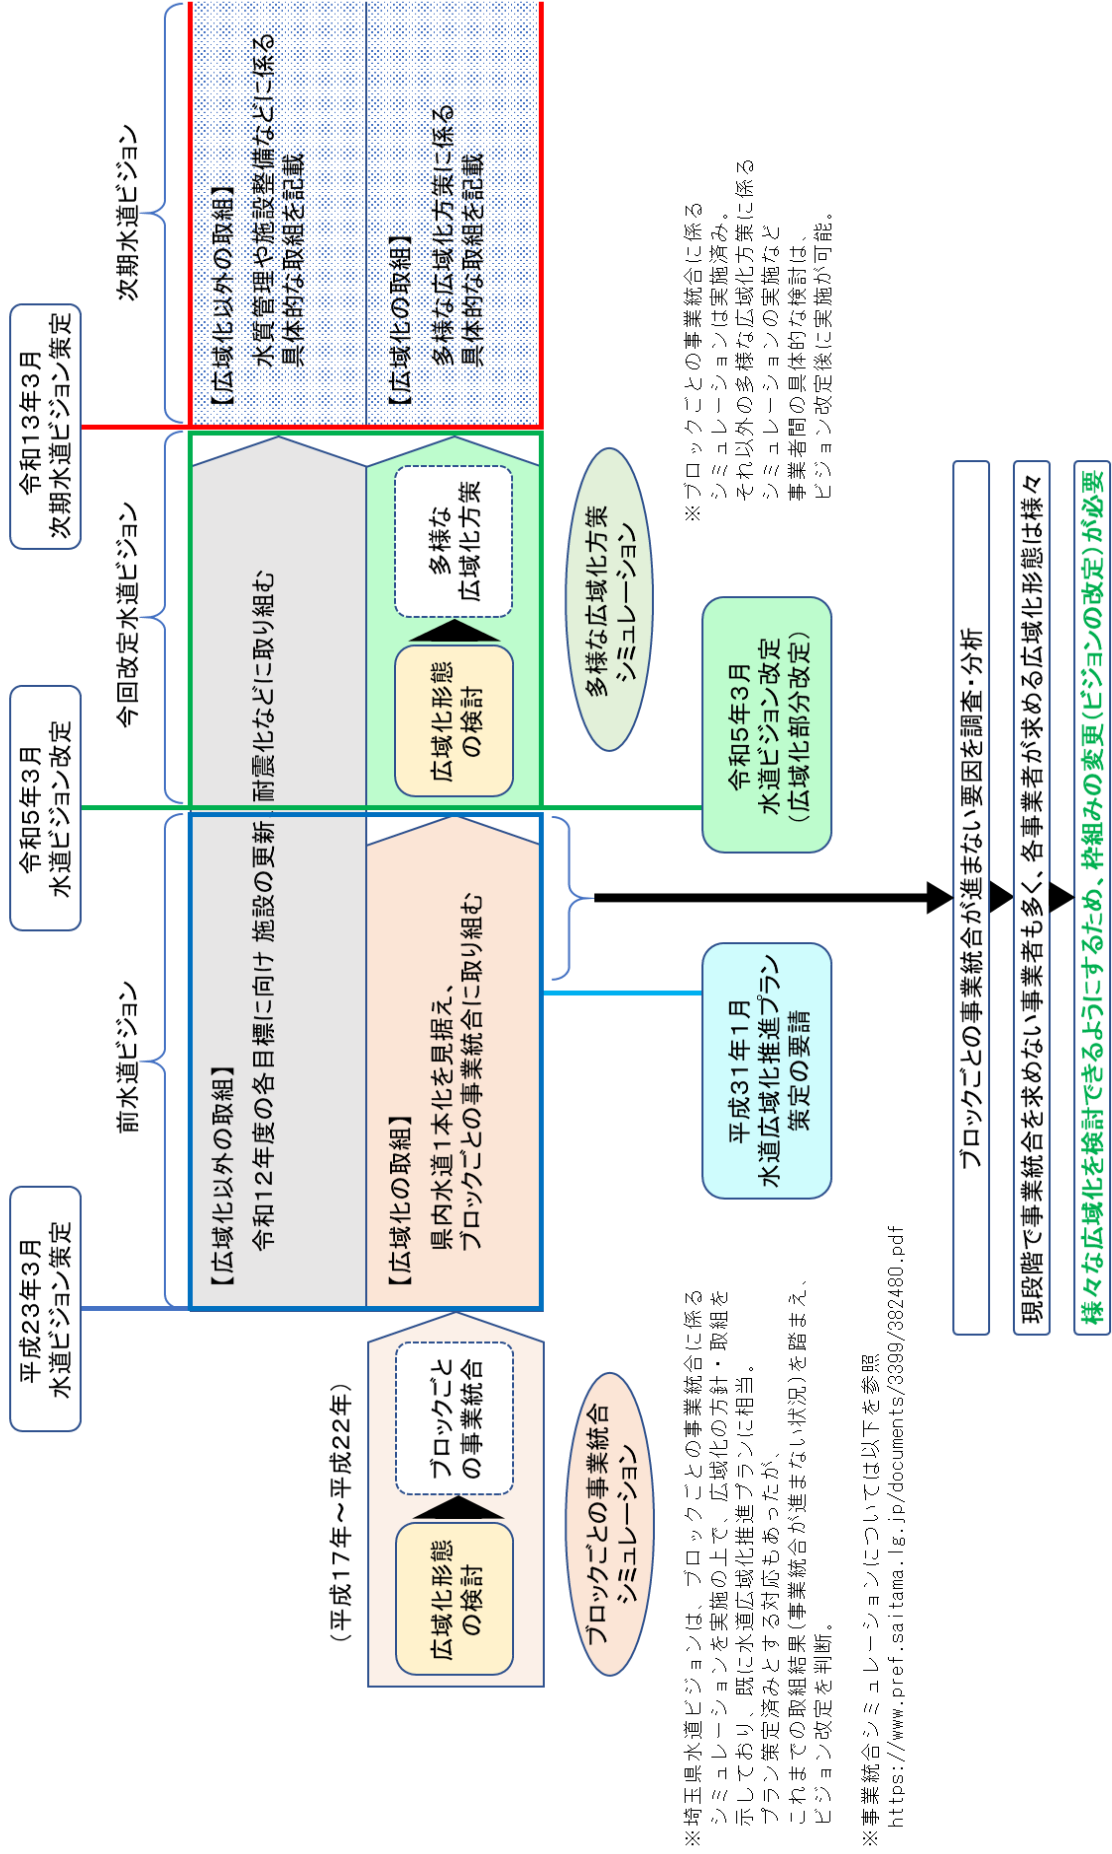 平成23年3月
水道ビジョン策定
令和5年3月
水道ビジョン改定
令和13年3月
次期水道ビジョン策定
前水道ビジョン
今回改定水道ビジョン
次期水道ビジョン
【広域化以外の取組】
令和12年度の各目標に向け 施設の更新、耐震化などに取り組む
【広域化以外の取組】
水質管理や施設整備などに係る
具体的な取組を記載
(平成17年～平成22年)
広域化形態
の検討
ブロックごと
の事業統合
【広域化の取組】
県内水道1本化を見据え、
ブロックごとの事業統合に取り組む
広域化形態
の検討
多様な
広域化方策
【広域化の取組】
多様な広域化方策に係る
具体的な取組を記載
ブロックごとの事業統合
シミュレーション
多様な広域化方策
シミュレーション
※埼玉県水道ビジョンは、ブロックごとの事業統合に係る
シミュレーションを実施の上で、広域化の方針・取組を
示しており、既に水道広域化推進プランに相当。
プラン策定済みとする対応もあったが、
これまでの取組結果(事業統合が進まない状況)を踏まえ、
ビジョン改定を判断。
※事業統合シミュレーションについては以下を参照
https://www.pref.saitama.lg.jp/documents/3399/382480.pdf
平成31年1月
水道広域化推進プラン
策定の要請
令和5年3月
水道ビジョン改定
(広域化部分改定)
※ブロックごとの事業統合に係る
シミュレーションは実施済み。
それ以外の多様な広域化方策に係る
シミュレーションの実施など
事業者間の具体的な検討は、
ビジョン改定後に実施が可能。
ブロックごとの事業統合が進まない要因を調査・分析
現段階で事業統合を求めない事業者も多く、各事業者が求める広域化形態は様々
様々な広域化を検討できるようにするため、枠組みの変更(ビジョンの改定)が必要